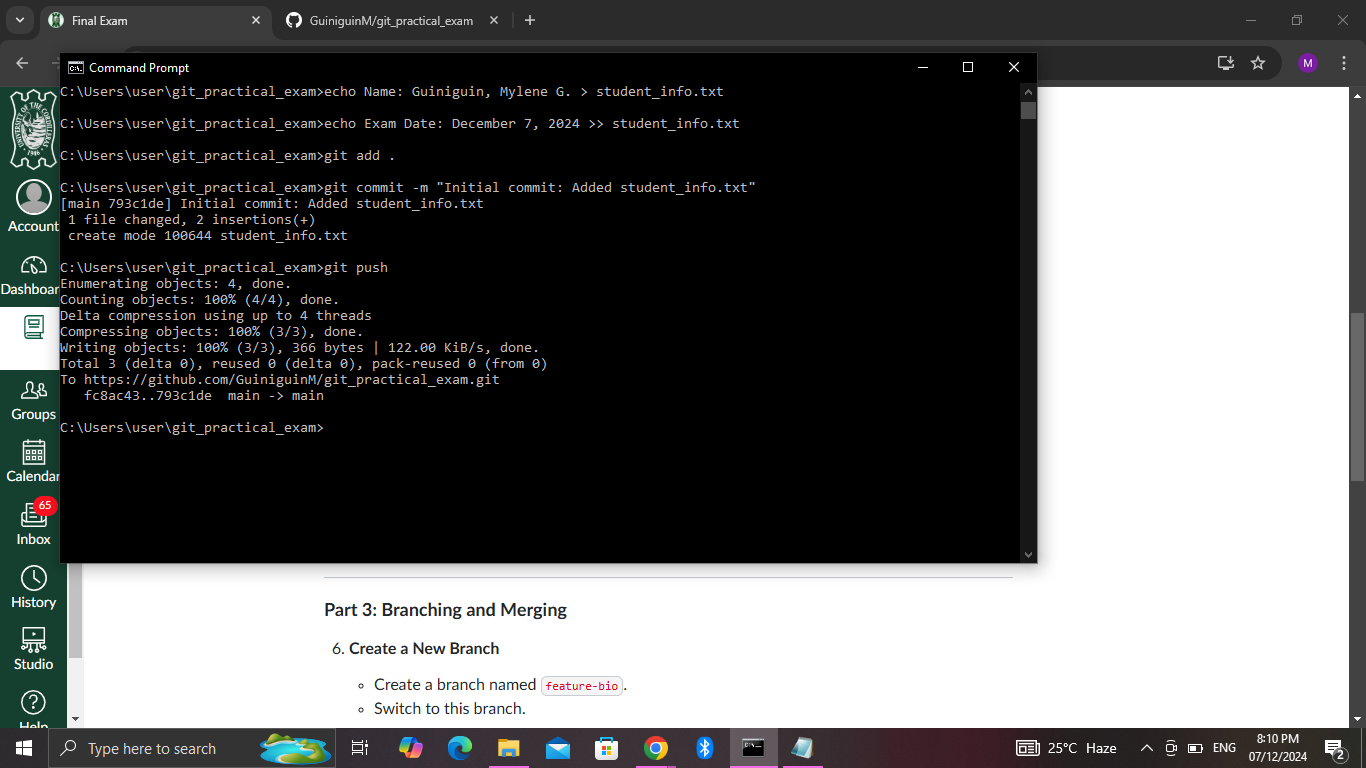 Final Exam
GuiniguinM/git_practical_exam
M
Command Prompt
C:\Users\user\git_practical_exam>echo Name: Guiniguin, Mylene G. > student_info.txt
C:\Users\user\git_practical_exam>echo Exam Date: December 7, 2024 >> student_info.txt
C:\Users\user\git_practical_exam>git add .
C:\Users\user\git_practical_exam>git commit -m "Initial commit: Added student_info.txt"
[main 793c1de] Initial commit: Added student_info.txt
1 file changed, 2 insertions(+)
create mode 100644 student_info.txt
C:\Users\user\git_practical_exam>git push
Enumerating objects: 4, done.
Counting objects: 100% (4/4), done.
Delta compression using up to 4 threads
Compressing objects: 100% (3/3), done.
Writing objects: 100% (3/3), 366 bytes | 122.00 KiB/s, done.
Total 3 (delta 0), reused 0 (delta 0), pack-reused 0 (from 0)
To https://github.com/GuiniguinM/git_practical_exam.git
fc8ac43..793c1de main -> main
C:\Users\user\git_practical_exam>
Account
Dashboar
Groups
Calendar
65
Inbox
History
Studio
Help
Part 3: Branching and Merging
6. Create a New Branch
Create a branch named feature-bio.
Switch to this branch.
Type here to search
25°C Haze
ENG
8:10 PM
07/12/2024
2